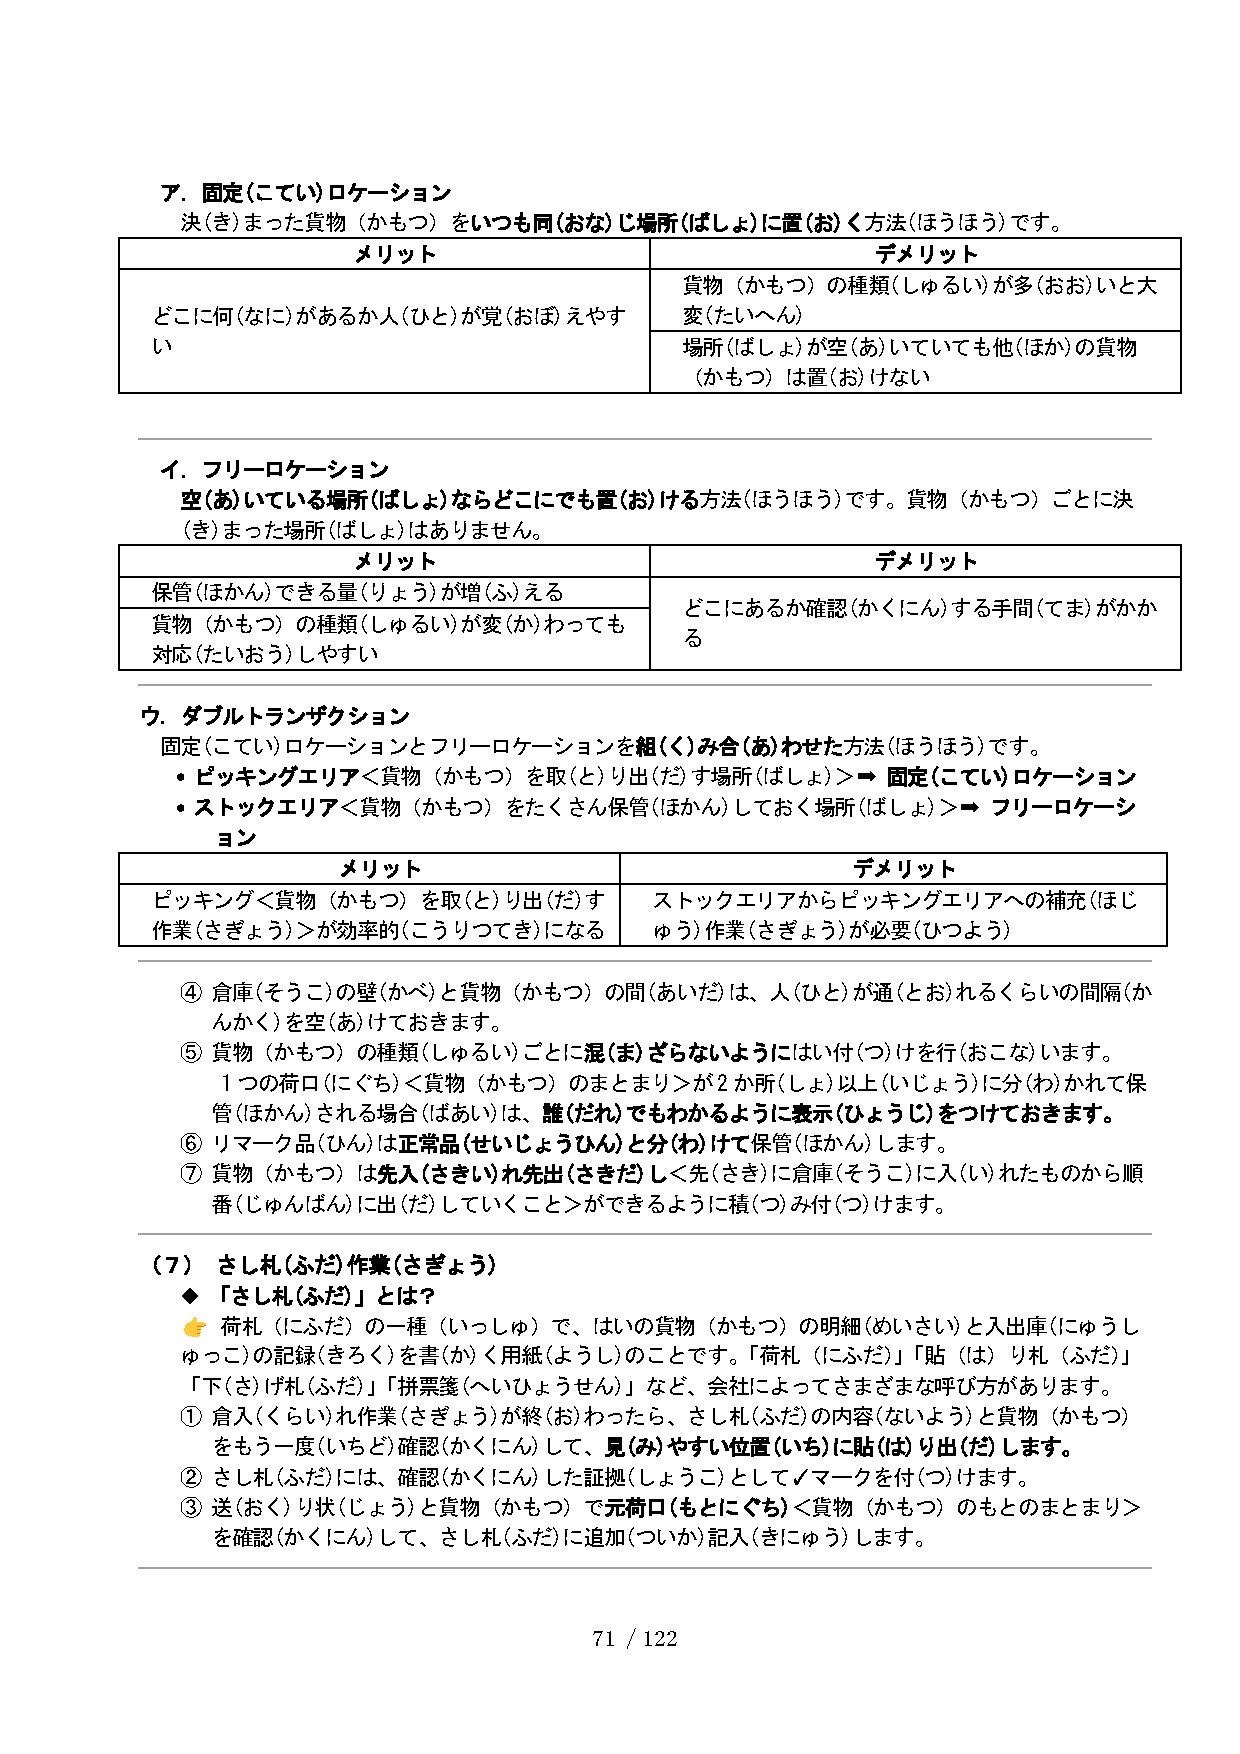 ア. 固定(こてい)ロケーション
決(き)まった貨物（かもつ）をいつも同(おな)じ場所(ばしょ)に置(お)く方法(ほうほう)です。
メリット デメリット
どこに何(なに)があるか人(ひと)が覚(おぼ)えやす
い
貨物（かもつ）の種類(しゅるい)が多(おお)いと大
変(たいへん)
場所(ばしょ)が空(あ)いていても他(ほか)の貨物
（かもつ）は置(お)けない
イ. フリーロケーション
空(あ)いている場所(ばしょ)ならどこにでも置(お)ける方法(ほうほう)です。貨物（かもつ）ごとに決
(き)まった場所(ばしょ)はありません。
メリット デメリット
保管(ほかん)できる量(りょう)が増(ふ)える
貨物（かもつ）の種類(しゅるい)が変(か)わっても
対応(たいおう)しやすい
どこにあるか確認(かくにん)する手間(てま)がかか
る
ウ. ダブルトランザクション
固定(こてい)ロケーションとフリーロケーションを組(く)み合(あ)わせた方法(ほうほう)です。
• ピッキングエリア＜貨物（かもつ）を取(と)り出(だ)す場所(ばしょ)＞➡ 固定(こてい)ロケーション
• ストックエリア＜貨物（かもつ）をたくさん保管(ほかん)しておく場所(ばしょ)＞➡ フリーロケーシ
ョン
メリット デメリット
ピッキング＜貨物（かもつ）を取(と)り出(だ)す
作業(さぎょう)＞が効率的(こうりつてき)になる
ストックエリアからピッキングエリアへの補充(ほじ
ゅう)作業(さぎょう)が必要(ひつよう)
④ 倉庫(そうこ)の壁(かべ)と貨物（かもつ）の間(あいだ)は、人(ひと)が通(とお)れるくらいの間隔(か
んかく)を空(あ)けておきます。
⑤ 貨物（かもつ）の種類(しゅるい)ごとに混(ま)ざらないようにはい付(つ)けを行(おこな)います。
1つの荷口(にぐち)＜貨物（かもつ）のまとまり＞が2か所(しょ)以上(いじょう)に分(わ)かれて保
管(ほかん)される場合(ばあい)は、誰(だれ)でもわかるように表示(ひょうじ)をつけておきます。
⑥ リマーク品(ひん)は正常品(せいじょうひん)と分(わ)けて保管(ほかん)します。
⑦ 貨物（かもつ）は先入(さきい)れ先出(さきだ)し＜先(さき)に倉庫(そうこ)に入(い)れたものから順
番(じゅんばん)に出(だ)していくこと＞ができるように積(つ)み付(つ)けます。
（７） さし札(ふだ)作業(さぎょう)
◆ 「さし札(ふだ)」とは?
👉 荷札（にふだ）の一種（いっしゅ）で、はいの貨物（かもつ）の明細(めいさい)と入出庫(にゅうし
ゅっこ)の記録(きろく)を書(か)く用紙(ようし)のことです。「荷札（にふだ）」「貼（は）り札（ふだ）」
「下(さ)げ札(ふだ)」「拼票箋(へいひょうせん)」など、会社によってさまざまな呼び方があります。
① 倉入(くらい)れ作業(さぎょう)が終(お)わったら、さし札(ふだ)の内容(ないよう)と貨物（かもつ）
をもう一度(いちど)確認(かくにん)して、見(み)やすい位置(いち)に貼(は)り出(だ)します。
② さし札(ふだ)には、確認(かくにん)した証拠(しょうこ)として✓マークを付(つ)けます。
③ 送(おく)り状(じょう)と貨物（かもつ）で元荷口(もとにぐち)＜貨物（かもつ）のもとのまとまり＞
を確認(かくにん)して、さし札(ふだ)に追加(ついか)記入(きにゅう)します。
71 / 122